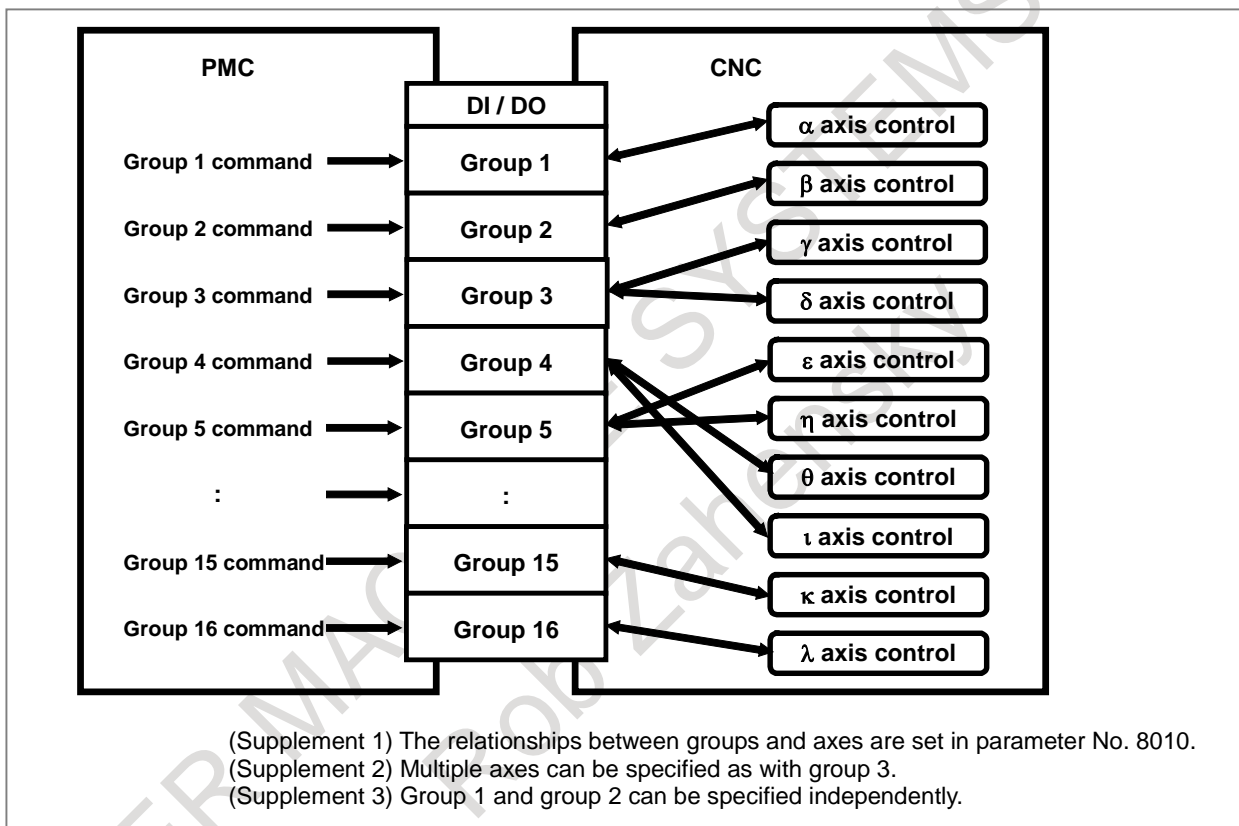 PMC
CNC
DI / DO
Group 1 command
Group 1
α axis control
Group 2 command
Group 2
β axis control
Group 3 command
Group 3
γ axis control
δ axis control
Group 4 command
Group 4
ε axis control
Group 5 command
Group 5
η axis control
:
:
θ axis control
ι axis control
Group 15 command
Group 15
κ axis control
Group 16 command
Group 16
λ axis control
(Supplement 1) The relationships between groups and axes are set in parameter No. 8010.
(Supplement 2) Multiple axes can be specified as with group 3.
(Supplement 3) Group 1 and group 2 can be specified independently.
SYSTEMS
Rob Zahensky